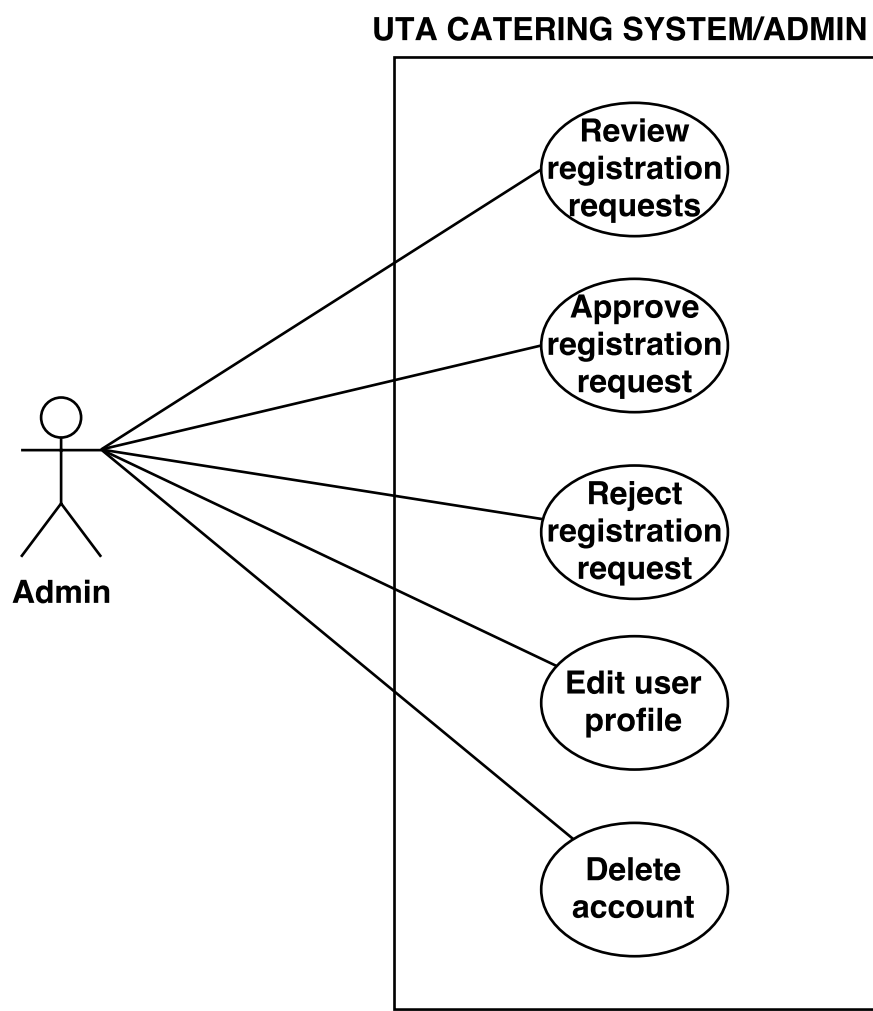 UTA CATERING SYSTEM/ADMIN
Review
registration
requests
Approve
registration
request
Reject
registration
request
Admin
Edit user
profile
Delete
account